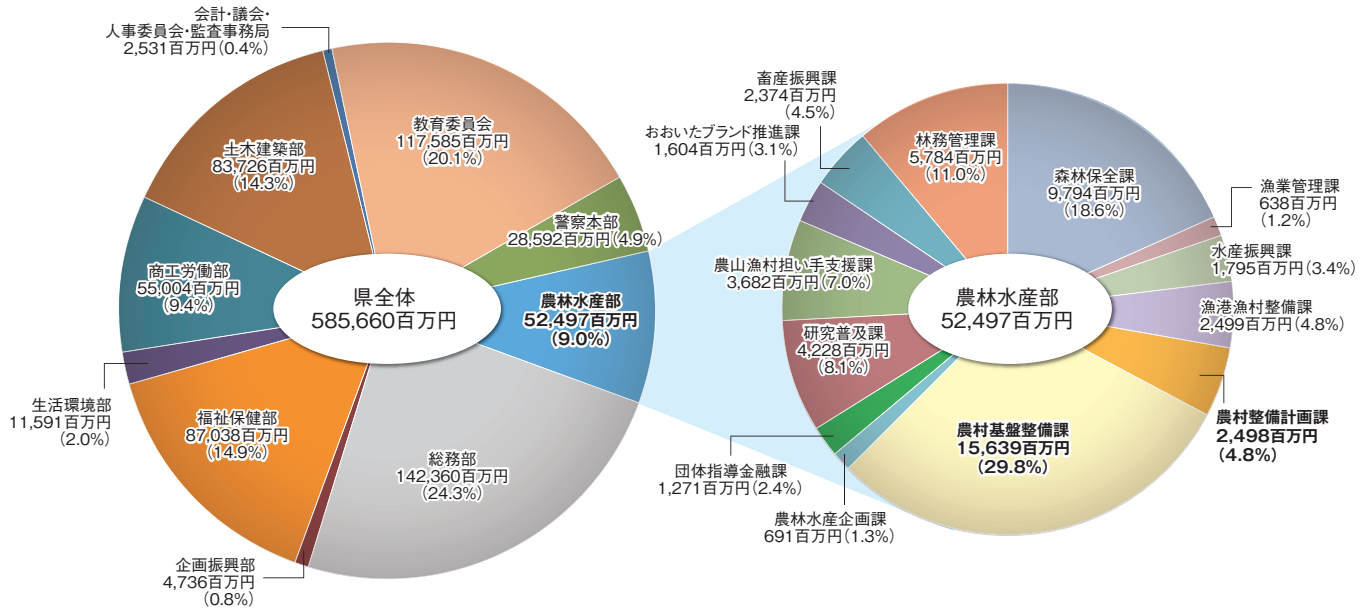 会計・議会・
人事委員会・監査事務局
2,531百万円(0.4%)
教育委員会
117,585百万円
(20.1%)
警察本部
28,592百万円(4.9%)
農林水産部
52,497百万円
(9.0%)
総務部
142,360百万円
(24.3%)
企画振興部
4,736百万円
(0.8%)
福祉保健部
87,038百万円
(14.9%)
生活環境部
11,591百万円
(2.0%)
商工労働部
55,004百万円
(9.4%)
土木建築部
83,726百万円
(14.3%)
県全体
585,660百万円
畜産振興課
2,374百万円
(4.5%)
おおいたブランド推進課
1,604百万円(3.1%)
林務管理課
5,784百万円
(11.0%)
森林保全課
9,794百万円
(18.6%)
漁業管理課
638百万円
(1.2%)
水産振興課
1,795百万円(3.4%)
漁港漁村整備課
2,499百万円(4.8%)
農村整備計画課
2,498百万円
(4.8%)
農村基盤整備課
15,639百万円
(29.8%)
農林水産企画課
691百万円(1.3%)
団体指導金融課
1,271百万円(2.4%)
研究普及課
4,228百万円
(8.1%)
農山漁村担い手支援課
3,682百万円(7.0%)
農林水産部
52,497百万円